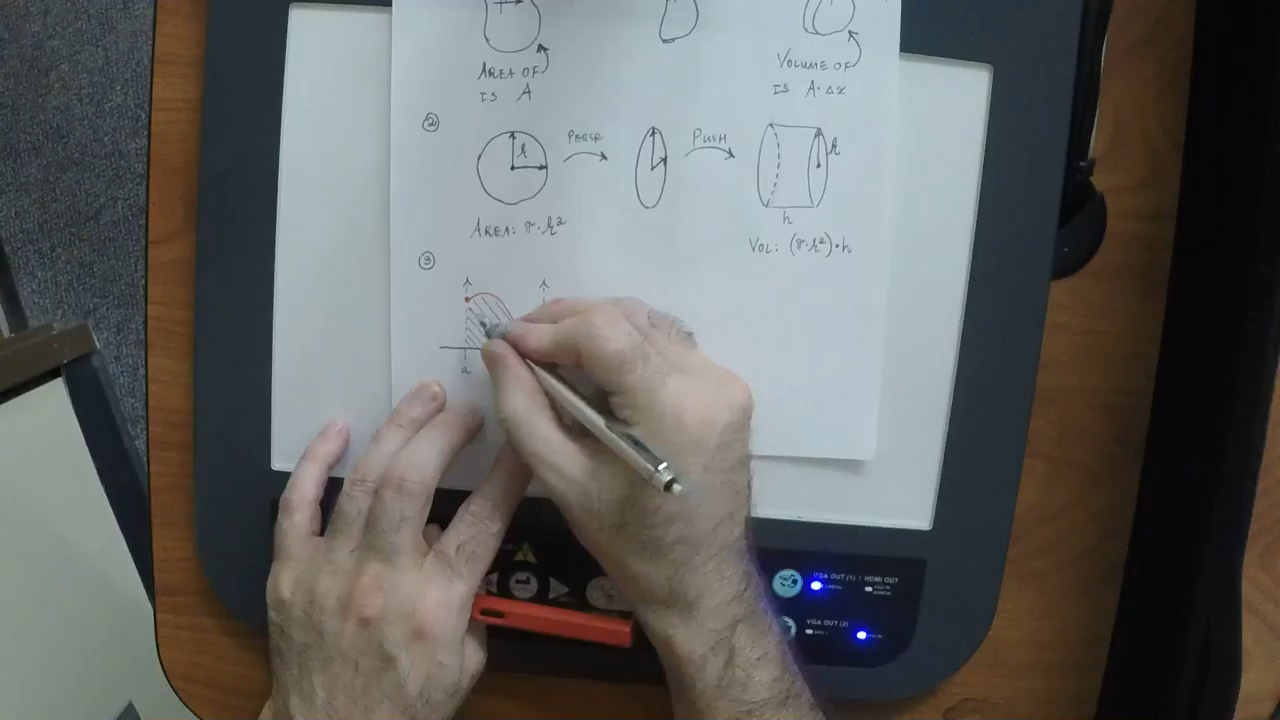 AREA OF
IS A
VOLUME OF
IS A·Δx
②
r
PERSP
PUSH
r
h
AREA: π·r²
VOL: (π·r²)·h
③
a
VGA OUT (1) / HDMI OUT
VGA OUT (2)